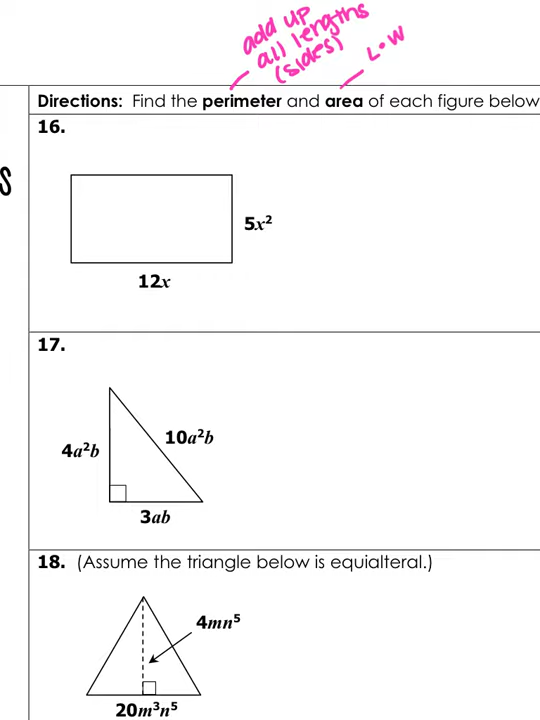 add up
all lengths
(sides)
L•W
Directions: Find the perimeter and area of each figure below
s
16.
5x²
12x
17.
4a²b
10a²b
3ab
18. (Assume the triangle below is equialteral.)
4mn⁵
20m³n⁵